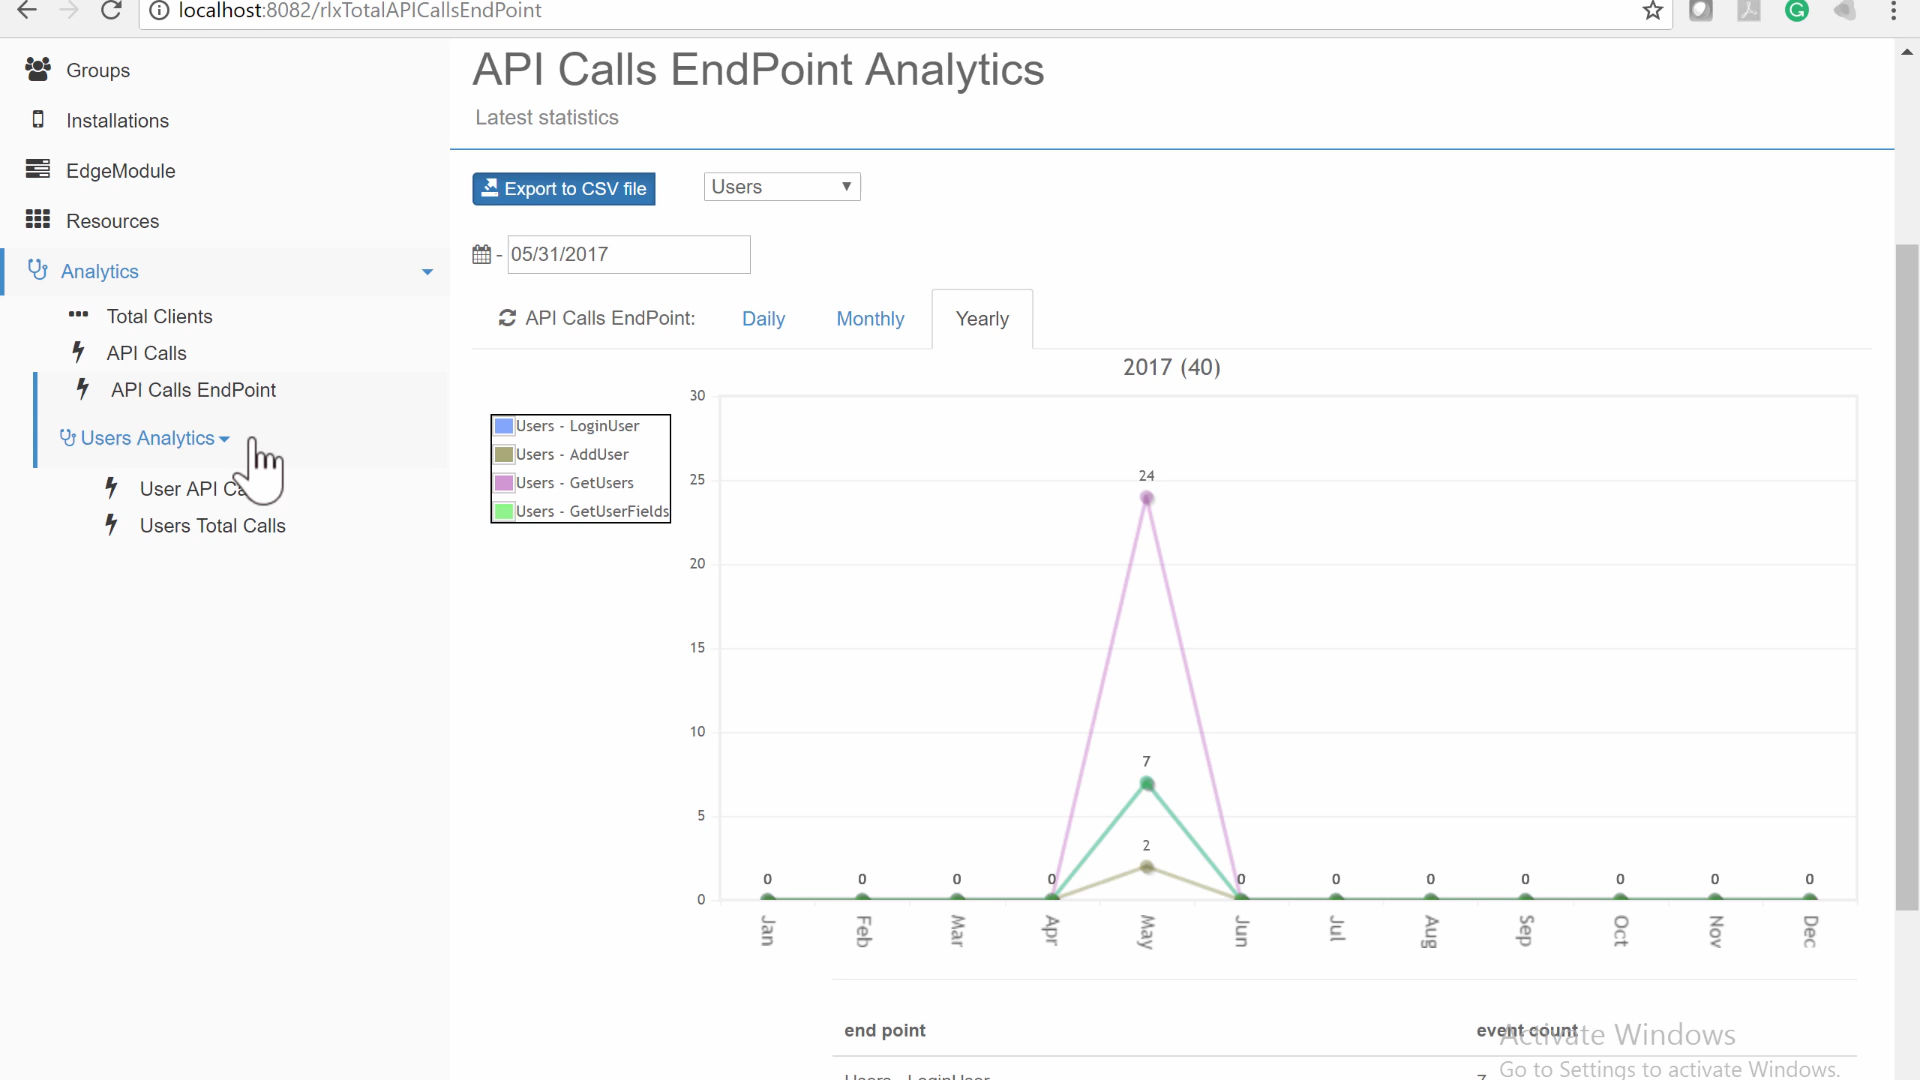 localhost:8082/rlxTotalAPICallsEndPoint
Groups
Installations
EdgeModule
Resources
Analytics
Total Clients
API Calls
API Calls EndPoint
Users Analytics
User API
Users Total Calls
API Calls EndPoint Analytics
Latest statistics
Export to CSV file
Users
- 05/31/2017
API Calls EndPoint: Daily Monthly Yearly
2017 (40)
Users - LoginUser
Users - AddUser
Users - GetUsers
Users - GetUserFields
30
25
20
15
10
5
0
24
7
2
0 0 0 0 0 0 0 0 0 0 0
Jan Feb Mar Apr May Jun Jul Aug Sep Oct Nov Dec
end point event count
Users - LoginUser 7
Activate Windows
Go to Settings to activate Windows.